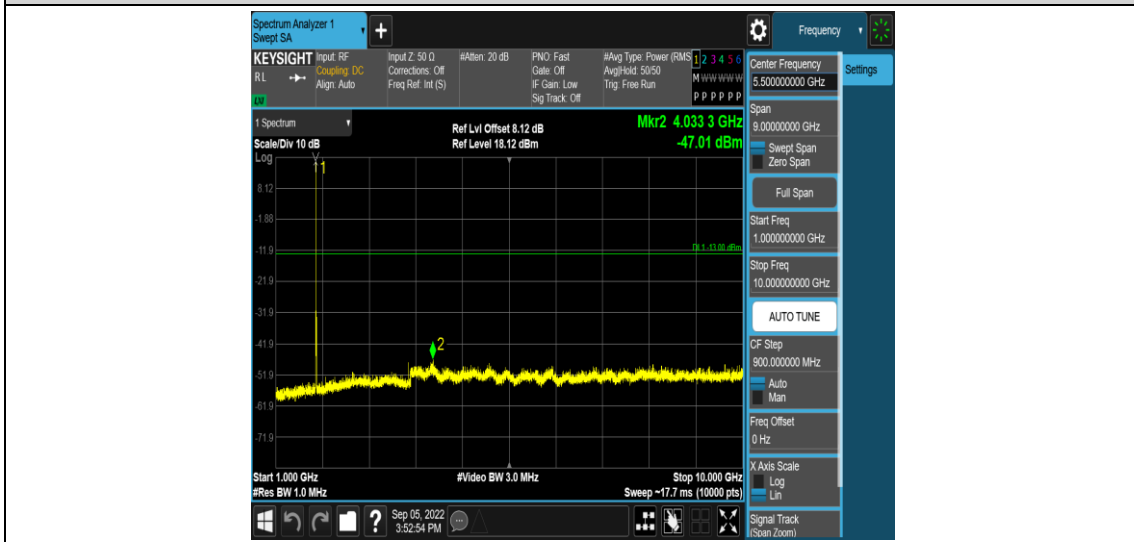 Spectrum Analyzer 1
Swept SA
+
Frequency
KEYSIGHT
RL
Input: RF
Coupling: DC
Align: Auto
Input Z: 50 Ω
Corrections: Off
Freq Ref: Int (S)
#Atten: 20 dB
PNO: Fast
Gate: Off
IF Gain: Low
Sig Track: Off
#Avg Type: Power (RMS
Avg|Hold: 50/50
Trig: Free Run
1 2 3 4 5 6
M W W W W W
P P P P P P
1 Spectrum
Scale/Div 10 dB
Log
Ref Lvl Offset 8.12 dB
Ref Level 18.12 dBm
Mkr2 4.033 3 GHz
-47.01 dBm
1
8.12
-1.88
-11.9
DL1 -13.00 dBm
-21.9
-31.9
-41.9
2
-51.9
-61.9
-71.9
Start 1.000 GHz
#Res BW 1.0 MHz
#Video BW 3.0 MHz
Stop 10.000 GHz
Sweep ~17.7 ms (10000 pts)
Center Frequency
5.50000000 GHz
Settings
Span
9.00000000 GHz
Swept Span
Zero Span
Full Span
Start Freq
1.000000000 GHz
Stop Freq
10.000000000 GHz
AUTO TUNE
CF Step
900.000000 MHz
Auto
Man
Freq Offset
0 Hz
X Axis Scale
Log
Lin
Signal Track
(Span Zoom)
?
Sep 05, 2022
3:52:54 PM